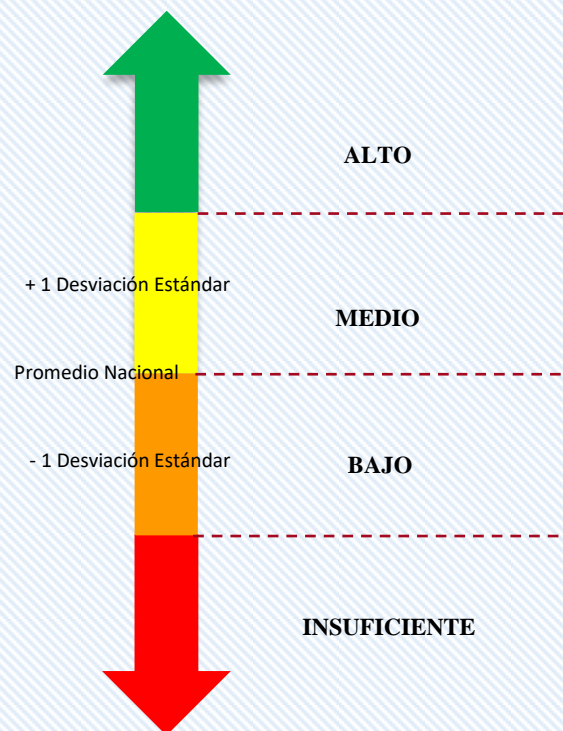 ALTO
+ 1 Desviación Estándar
MEDIO
Promedio Nacional
- 1 Desviación Estándar
BAJO
INSUFICIENTE